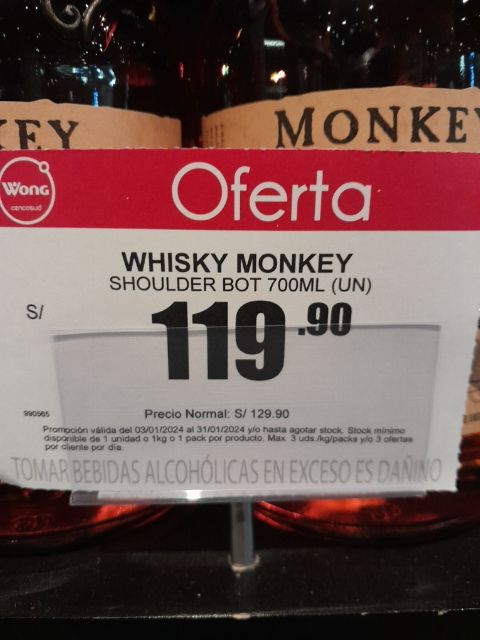 KEY
MONKEY
Wong
cencosud
Oferta
WHISKY MONKEY
SHOULDER BOT 700ML (UN)
S/ 119.90
990565
Precio Normal: S/ 129.90
Promoción válida del 03/01/2024 al 31/01/2024 y/o hasta agotar stock. Stock mínimo
disponible de 1 unidad o 1kg o 1 pack por producto. Max. 3 uds./kg/packs y/o 3 ofertas
por cliente por día.
TOMAR BEBIDAS ALCOHÓLICAS EN EXCESO ES DAÑINO